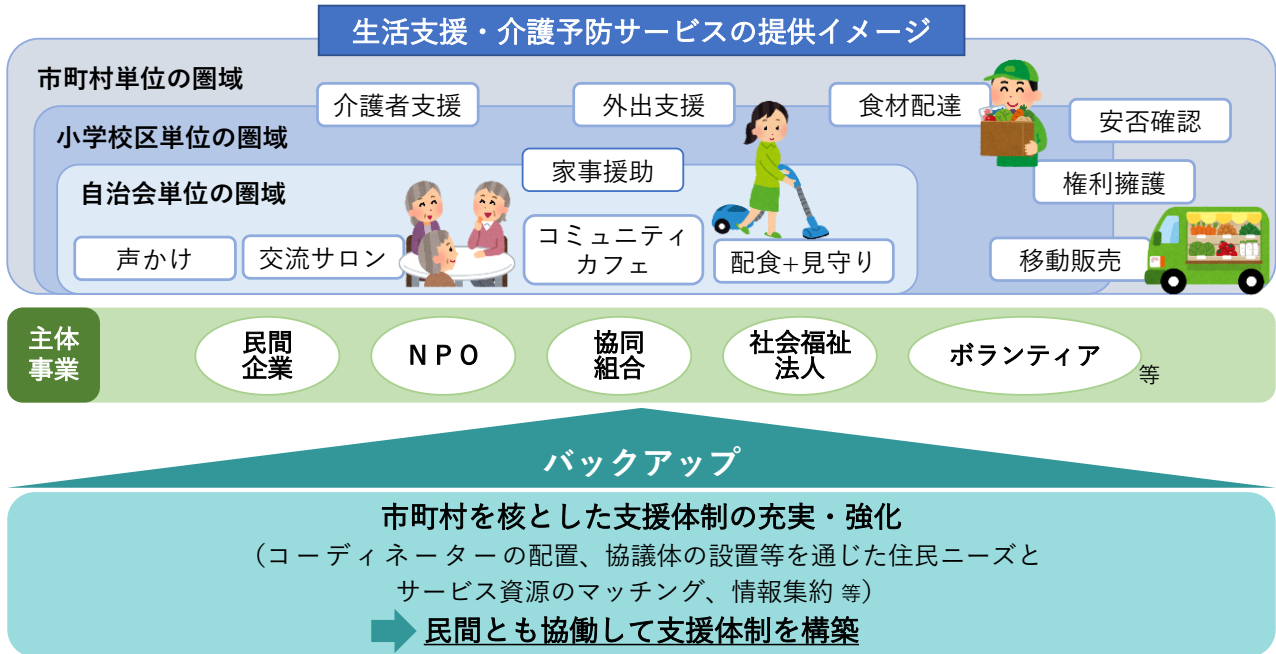 生活支援・介護予防サービスの提供イメージ
市町村単位の圏域
介護者支援
外出支援
食材配達
安否確認
小学校区単位の圏域
家事援助
権利擁護
自治会単位の圏域
声かけ
交流サロン
コミュニティ
カフェ
配食+見守り
移動販売
主体
事業
民間
企業
NPO
協同
組合
社会福祉
法人
ボランティア
等
バックアップ
市町村を核とした支援体制の充実・強化
（コーディネーターの配置、協議体の設置等を通じた住民ニーズと
サービス資源のマッチング、情報集約 等）
民間とも協働して支援体制を構築